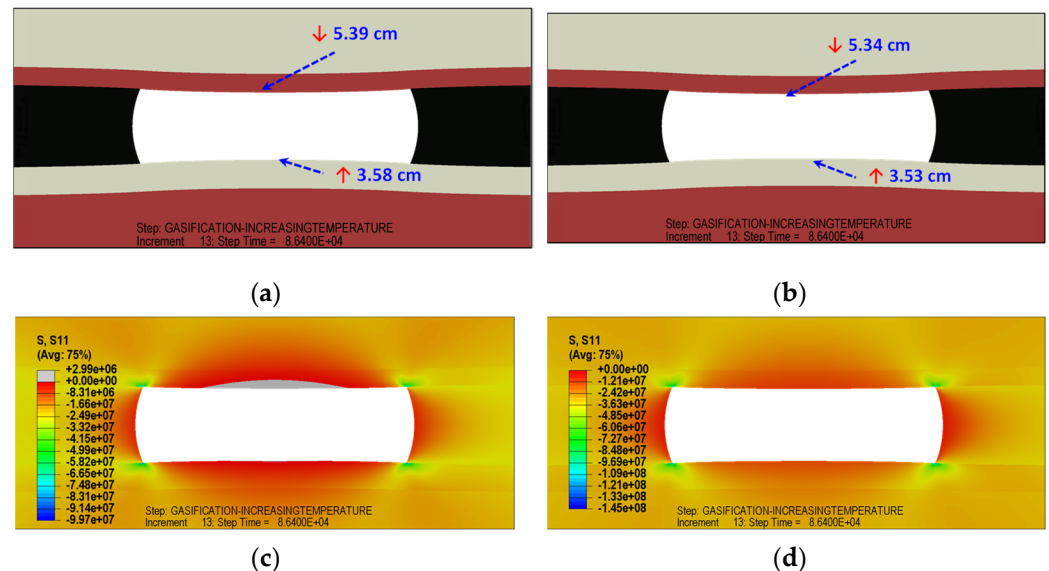 ↓ 5.39 cm
↑ 3.58 cm
Step: GASIFICATION-INCREASINGTEMPERATURE
Increment 13: Step Time = 8.6400E+04
(a)
↓ 5.34 cm
↑ 3.53 cm
Step: GASIFICATION-INCREASINGTEMPERATURE
Increment 13: Step Time = 8.6400E+04
(b)
S, S11
(Avg: 75%)
+2.99e+06
+0.00e+00
-8.31e+06
-1.66e+07
-2.49e+07
-3.32e+07
-4.15e+07
-4.99e+07
-5.82e+07
-6.65e+07
-7.48e+07
-8.31e+07
-9.14e+07
-9.97e+07
Step: GASIFICATION-INCREASINGTEMPERATURE
Increment 13: Step Time = 8.6400E+04
(c)
S, S11
(Avg: 75%)
+0.00e+00
-1.21e+07
-2.42e+07
-3.63e+07
-4.85e+07
-6.06e+07
-7.27e+07
-8.48e+07
-9.69e+07
-1.09e+08
-1.21e+08
-1.33e+08
-1.45e+08
Step: GASIFICATION-INCREASINGTEMPERATURE
Increment 13: Step Time = 8.6400E+04
(d)